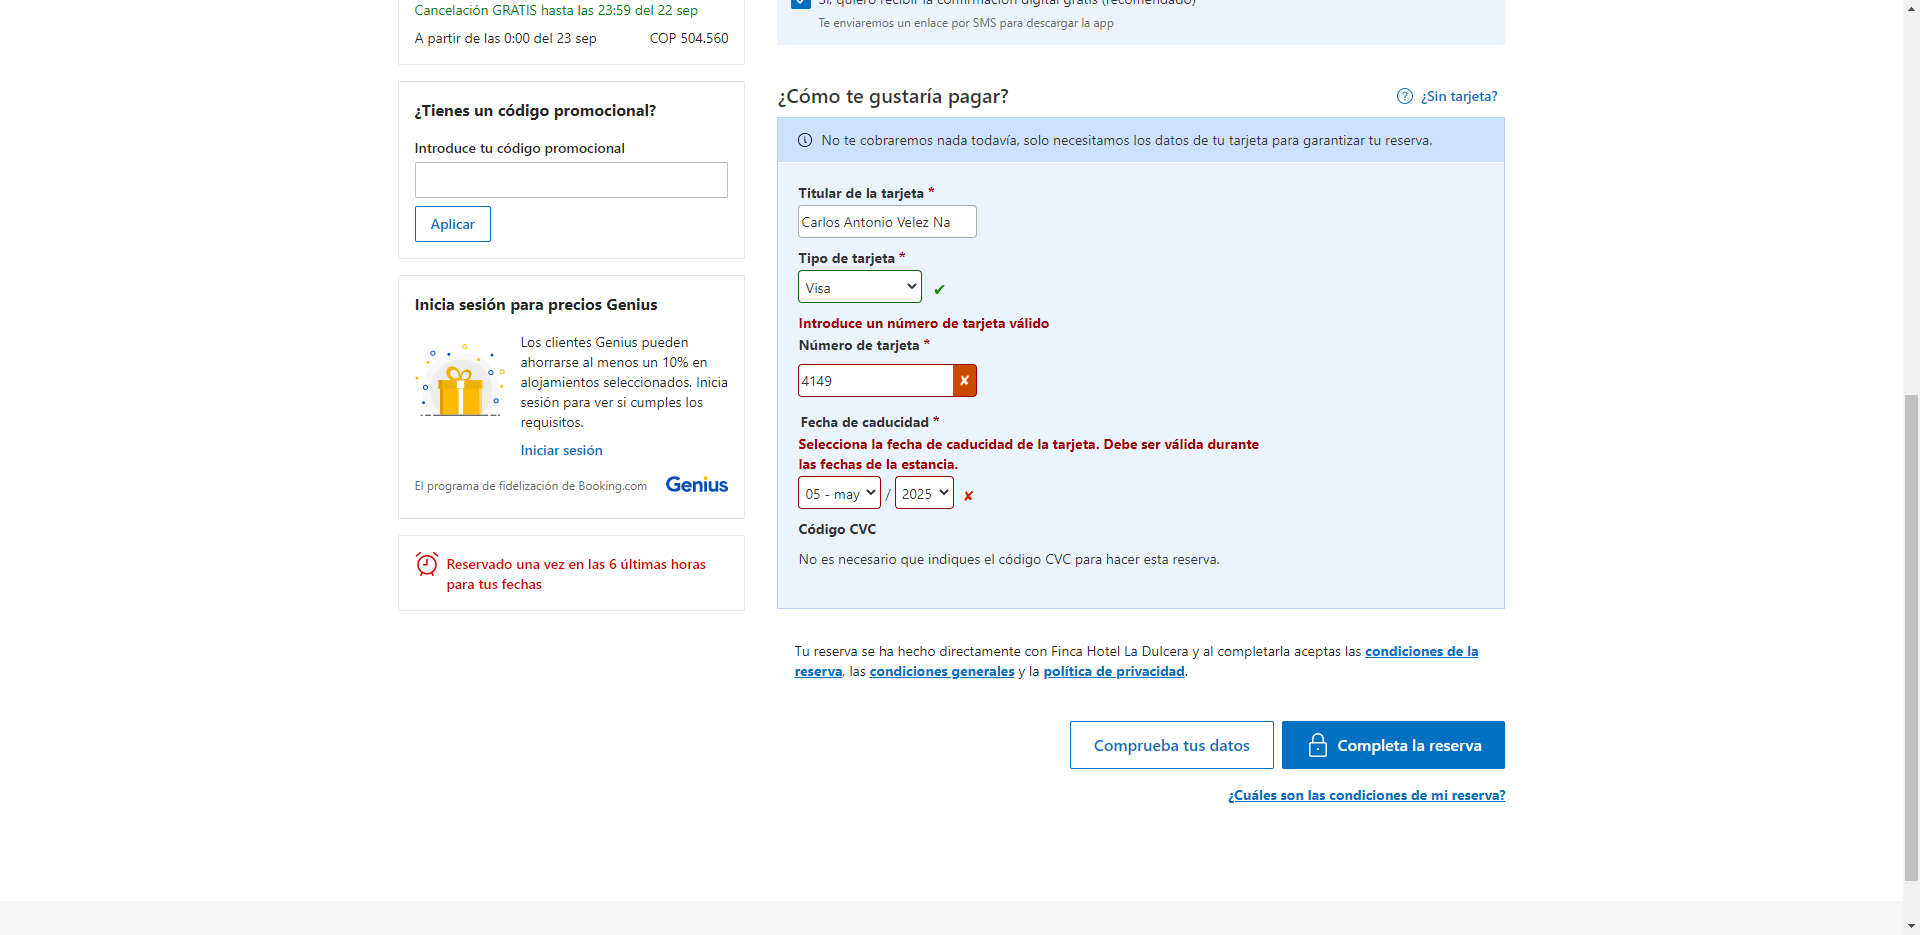 Cancelación GRATIS hasta las 23:59 del 22 sep
A partir de las 0:00 del 23 sep COP 504.560
¿Tienes un código promocional?
Introduce tu código promocional
Aplicar
Inicia sesión para precios Genius
Los clientes Genius pueden
ahorrarse al menos un 10% en
alojamientos seleccionados. Inicia
sesión para ver si cumples los
requisitos.
Iniciar sesión
El programa de fidelización de Booking.com Genius
Reservado una vez en las 6 últimas horas
para tus fechas
Sí, quiero recibir la confirmación digital gratis (recomendado)
Te enviaremos un enlace por SMS para descargar la app
¿Cómo te gustaría pagar? ¿Sin tarjeta?
No te cobraremos nada todavía, solo necesitamos los datos de tu tarjeta para garantizar tu reserva.
Titular de la tarjeta *
Carlos Antonio Velez Na
Tipo de tarjeta *
Visa
Introduce un número de tarjeta válido
Número de tarjeta *
4149
Fecha de caducidad *
Selecciona la fecha de caducidad de la tarjeta. Debe ser válida durante
las fechas de la estancia.
05 - may / 2025
Código CVC
No es necesario que indiques el código CVC para hacer esta reserva.
Tu reserva se ha hecho directamente con Finca Hotel La Dulcera y al completarla aceptas las condiciones de la
reserva, las condiciones generales y la política de privacidad.
Comprueba tus datos Completa la reserva
¿Cuáles son las condiciones de mi reserva?